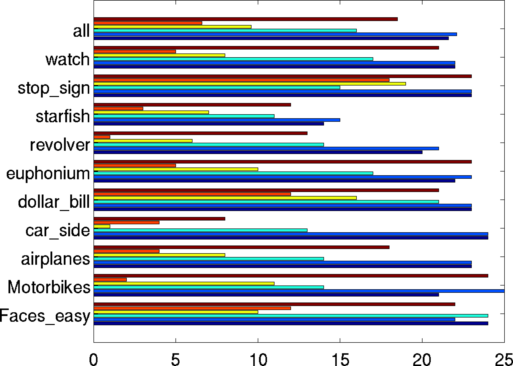 all
watch
stop_sign
starfish
revolver
euphonium
dollar_bill
car_side
airplanes
Motorbikes
Faces_easy
0 5 10 15 20 25